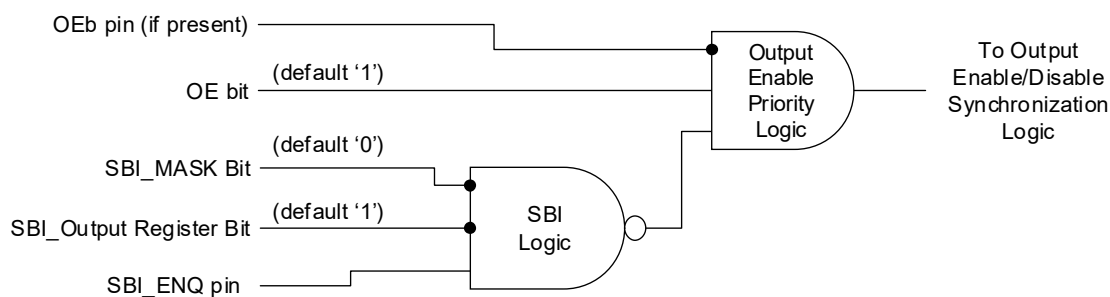 OEb pin (if present)
(default ‘1’)
OE bit
(default ‘0’)
SBI_MASK Bit
(default ‘1’)
SBI_Output Register Bit
SBI_ENQ pin
SBI
Logic
Output
Enable
Priority
Logic
To Output
Enable/Disable
Synchronization
Logic